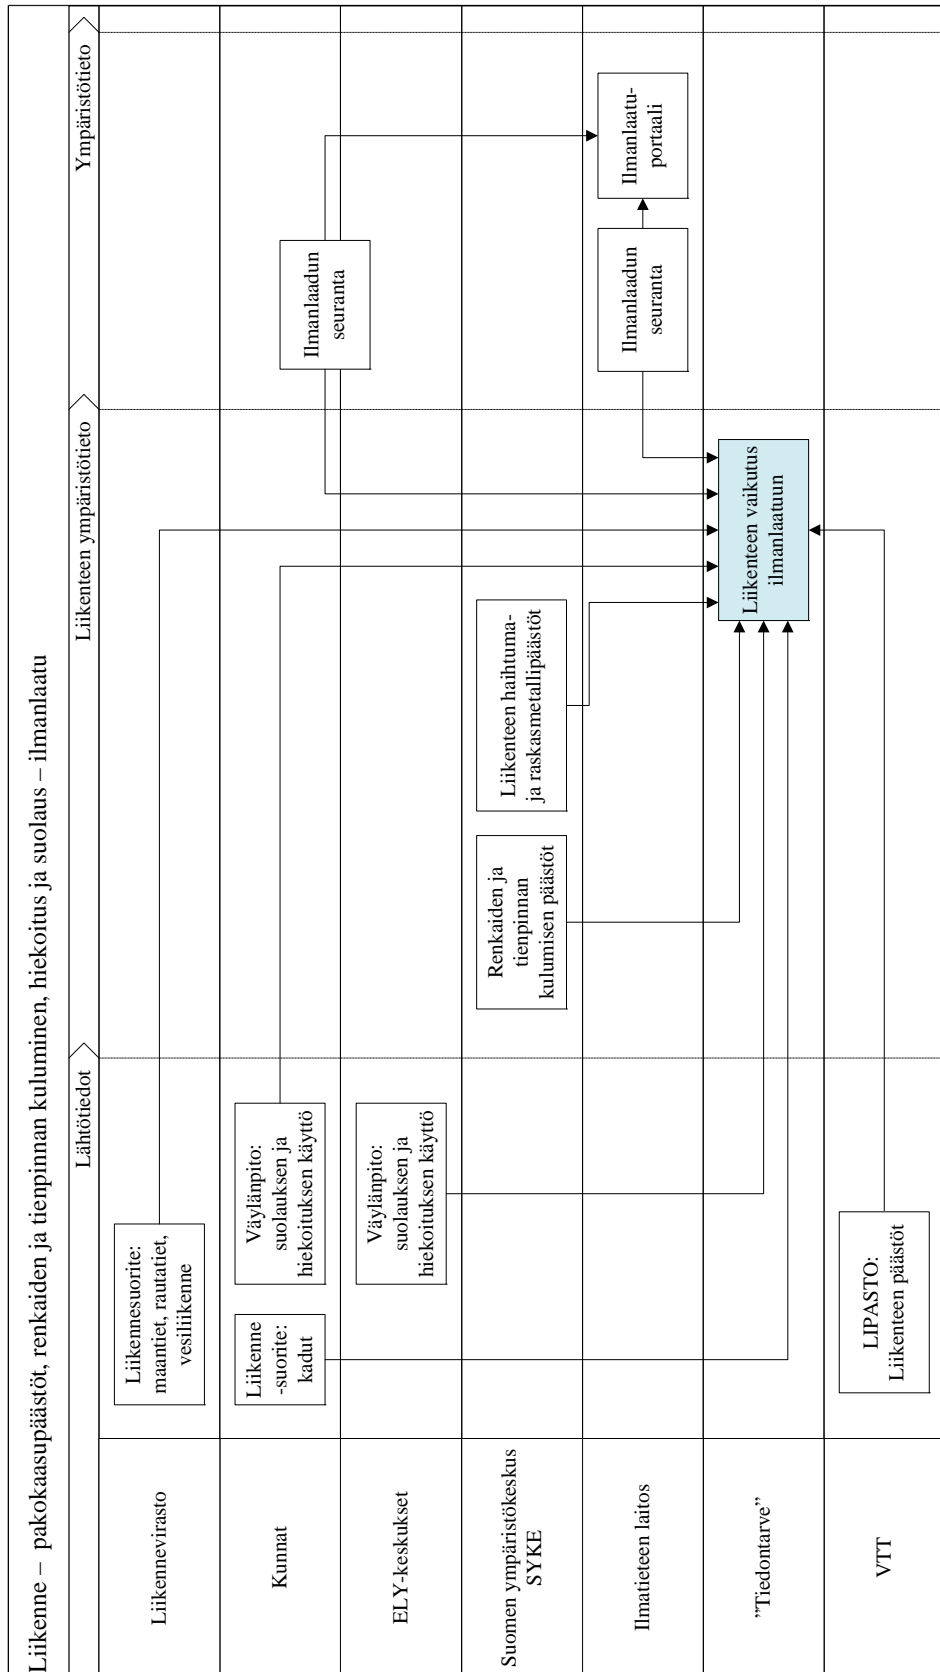 Liikenne – pakokaasupäästöt, renkaiden ja tienpinnan kuluminen, hiekoitus ja suolaus – ilmanlaatu
Lähtötiedot
Liikenteen ympäristötieto
Ympäristötieto
Liikennevirasto
Liikennesuorite:
maantiet, rautatiet,
vesiliikenne
Kunnat
Liikenne
-suorite:
kadut
Väylänpito:
suolauksen ja
hiekoituksen käyttö
Ilmanlaadun
seuranta
ELY-keskukset
Väylänpito:
suolauksen ja
hiekoituksen käyttö
Suomen ympäristökeskus
SYKE
Renkaiden ja
tienpinnan
kulumisen päästöt
Liikenteen haihtuma-
ja raskasmetallipäästöt
Ilmatieteen laitos
Ilmanlaadun
seuranta
Ilmanlaatu-
portaali
”Tiedontarve”
Liikenteen vaikutus
ilmanlaatuun
VTT
LIPASTO:
Liikenteen päästöt